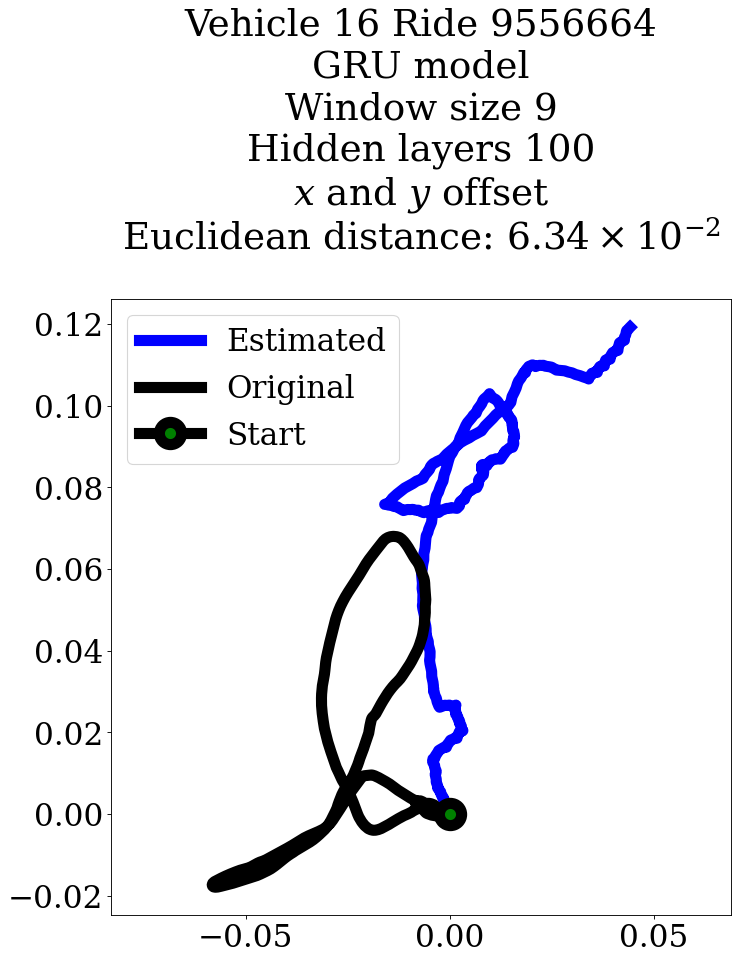 Vehicle 16 Ride 9556664
GRU model
Window size 9
Hidden layers 100
x and y offset
Euclidean distance: 6.34 × 10⁻²
Estimated
Original
Start
0.12
0.10
0.08
0.06
0.04
0.02
0.00
−0.02
−0.05 0.00 0.05